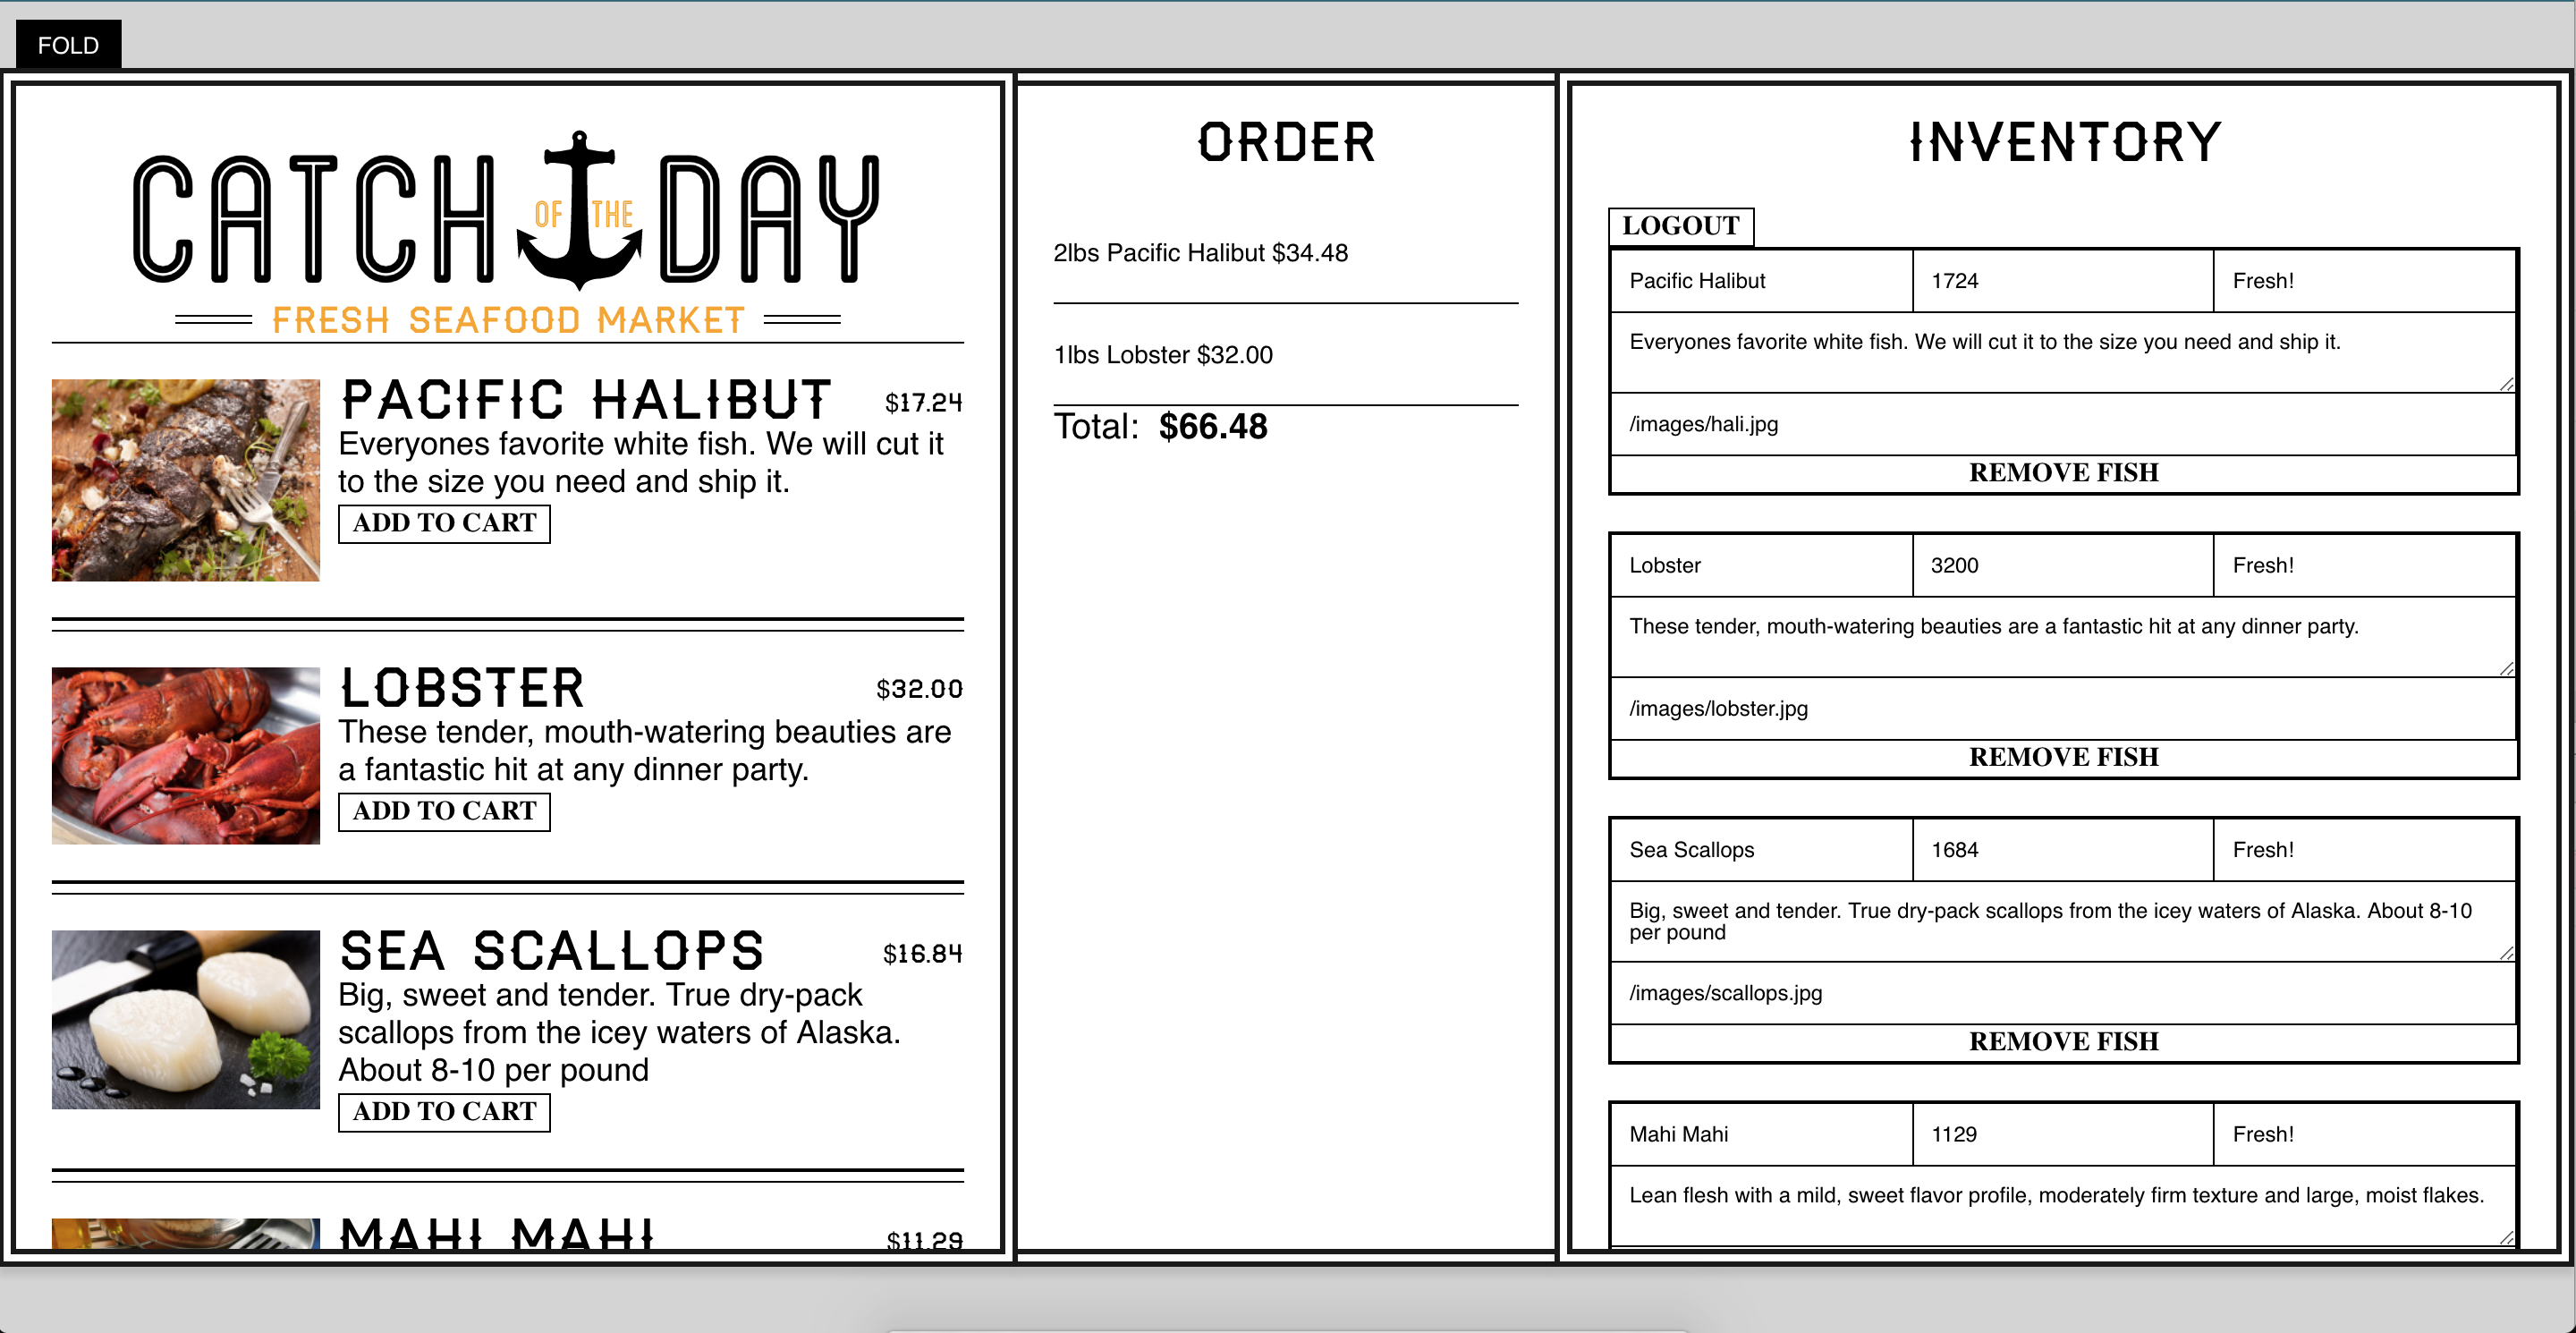 FOLD
CATCH OF THE DAY
FRESH SEAFOOD MARKET
PACIFIC HALIBUT $17.24
Everyones favorite white fish. We will cut it
to the size you need and ship it.
ADD TO CART
LOBSTER $32.00
These tender, mouth-watering beauties are
a fantastic hit at any dinner party.
ADD TO CART
SEA SCALLOPS $16.84
Big, sweet and tender. True dry-pack
scallops from the icey waters of Alaska.
About 8-10 per pound
ADD TO CART
MAHI MAHI $11.29
ORDER
2lbs Pacific Halibut $34.48
1lbs Lobster $32.00
Total: $66.48
INVENTORY
LOGOUT
Pacific Halibut 1724 Fresh!
Everyones favorite white fish. We will cut it to the size you need and ship it.
/images/hali.jpg
REMOVE FISH
Lobster 3200 Fresh!
These tender, mouth-watering beauties are a fantastic hit at any dinner party.
/images/lobster.jpg
REMOVE FISH
Sea Scallops 1684 Fresh!
Big, sweet and tender. True dry-pack scallops from the icey waters of Alaska. About 8-10
per pound
/images/scallops.jpg
REMOVE FISH
Mahi Mahi 1129 Fresh!
Lean flesh with a mild, sweet flavor profile, moderately firm texture and large, moist flakes.